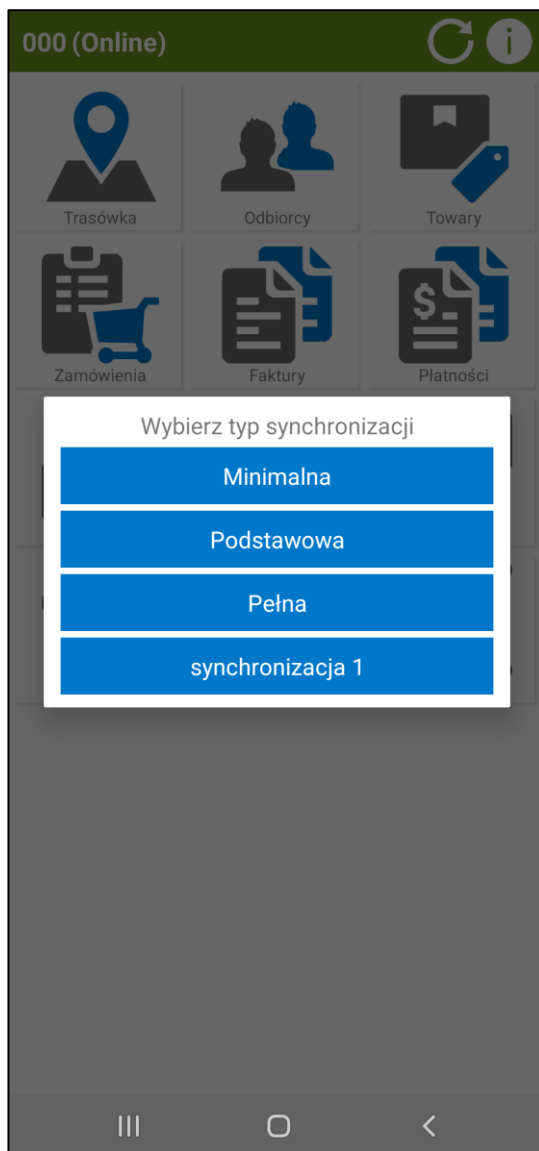 000 (Online)
Trasówka
Odbiorcy
Towary
Zamówienia
Faktury
Płatności
Wybierz typ synchronizacji
Minimalna
Podstawowa
Pełna
synchronizacja 1